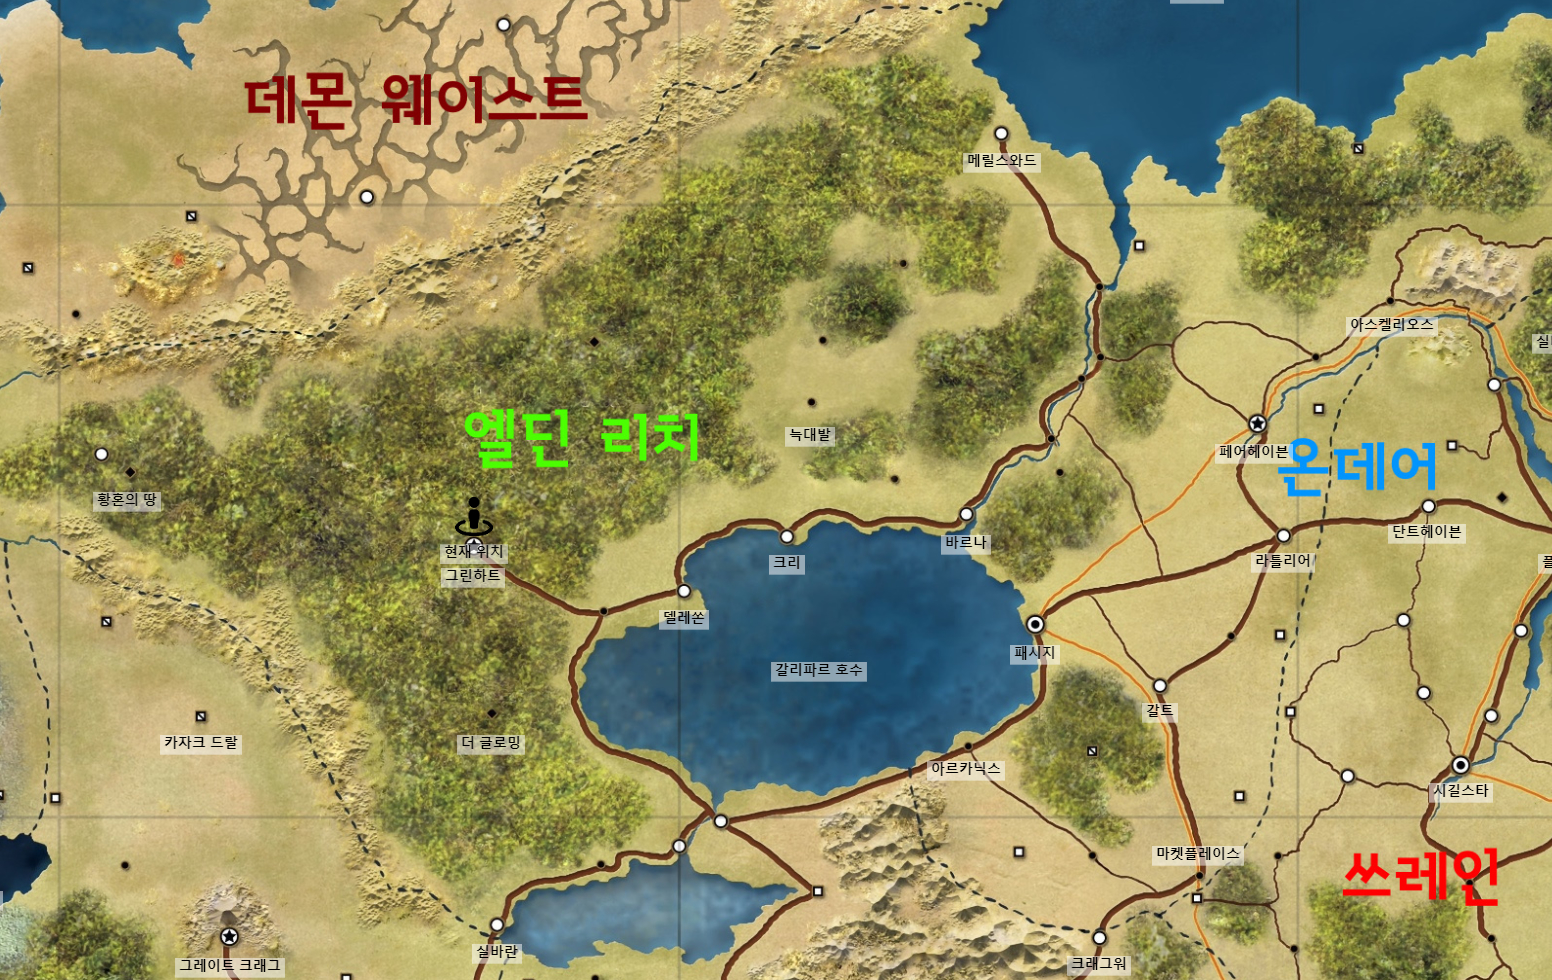 데몬 웨이스트
메릴스와드
아스켈리오스
실
엘딘 리치
늑대발
페어헤이븐
온데어
황혼의 땅
현재 위치
그린하트
크리
바르나
라틀리어
단트헤이븐
플
델레쏜
갈리파르 호수
패시지
갈트
카자크 드랄
더 글로밍
아르카닉스
시길스타
마켓플레이스
쓰레인
실바란
그레이트 크래그
크래그워